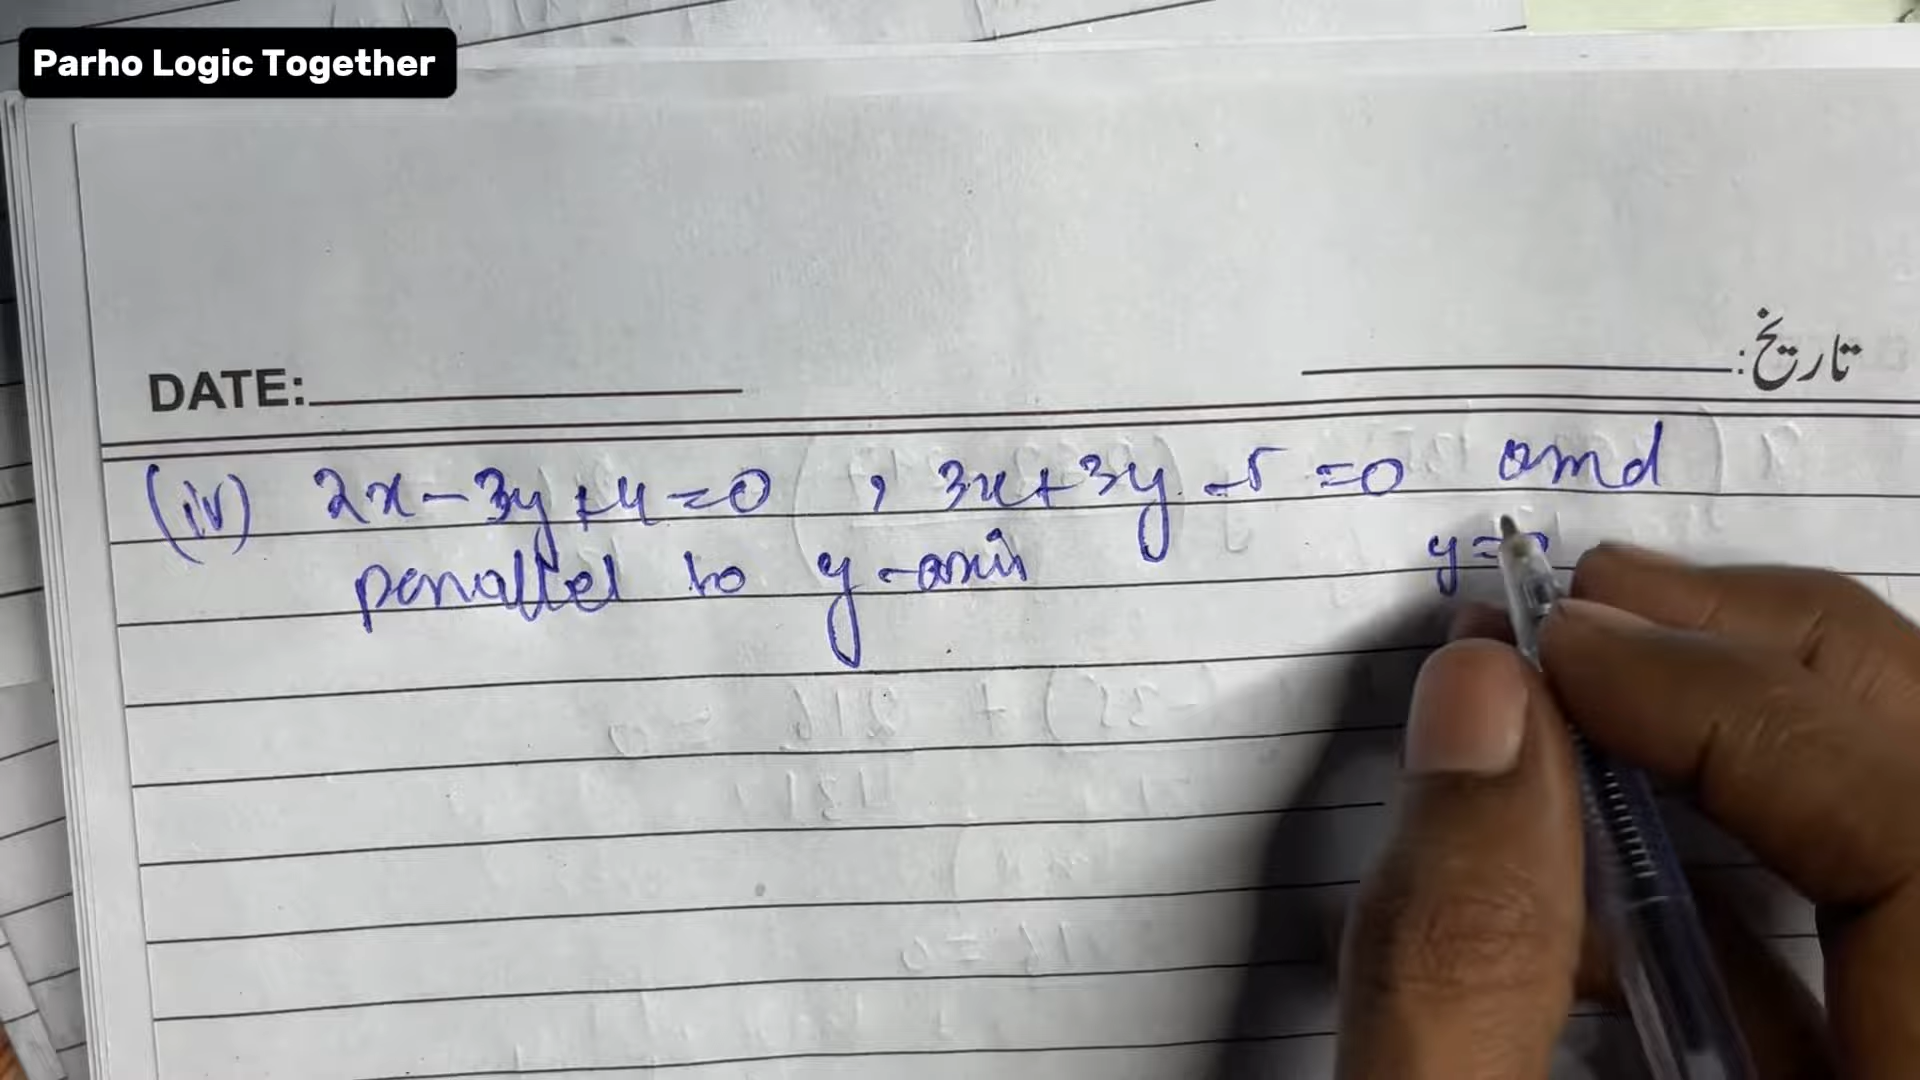 Parho Logic Together
DATE:
تاریخ:
(iv) 2x-3y+4=0 , 3x+3y-5=0 and
parallel to y-axis
y=